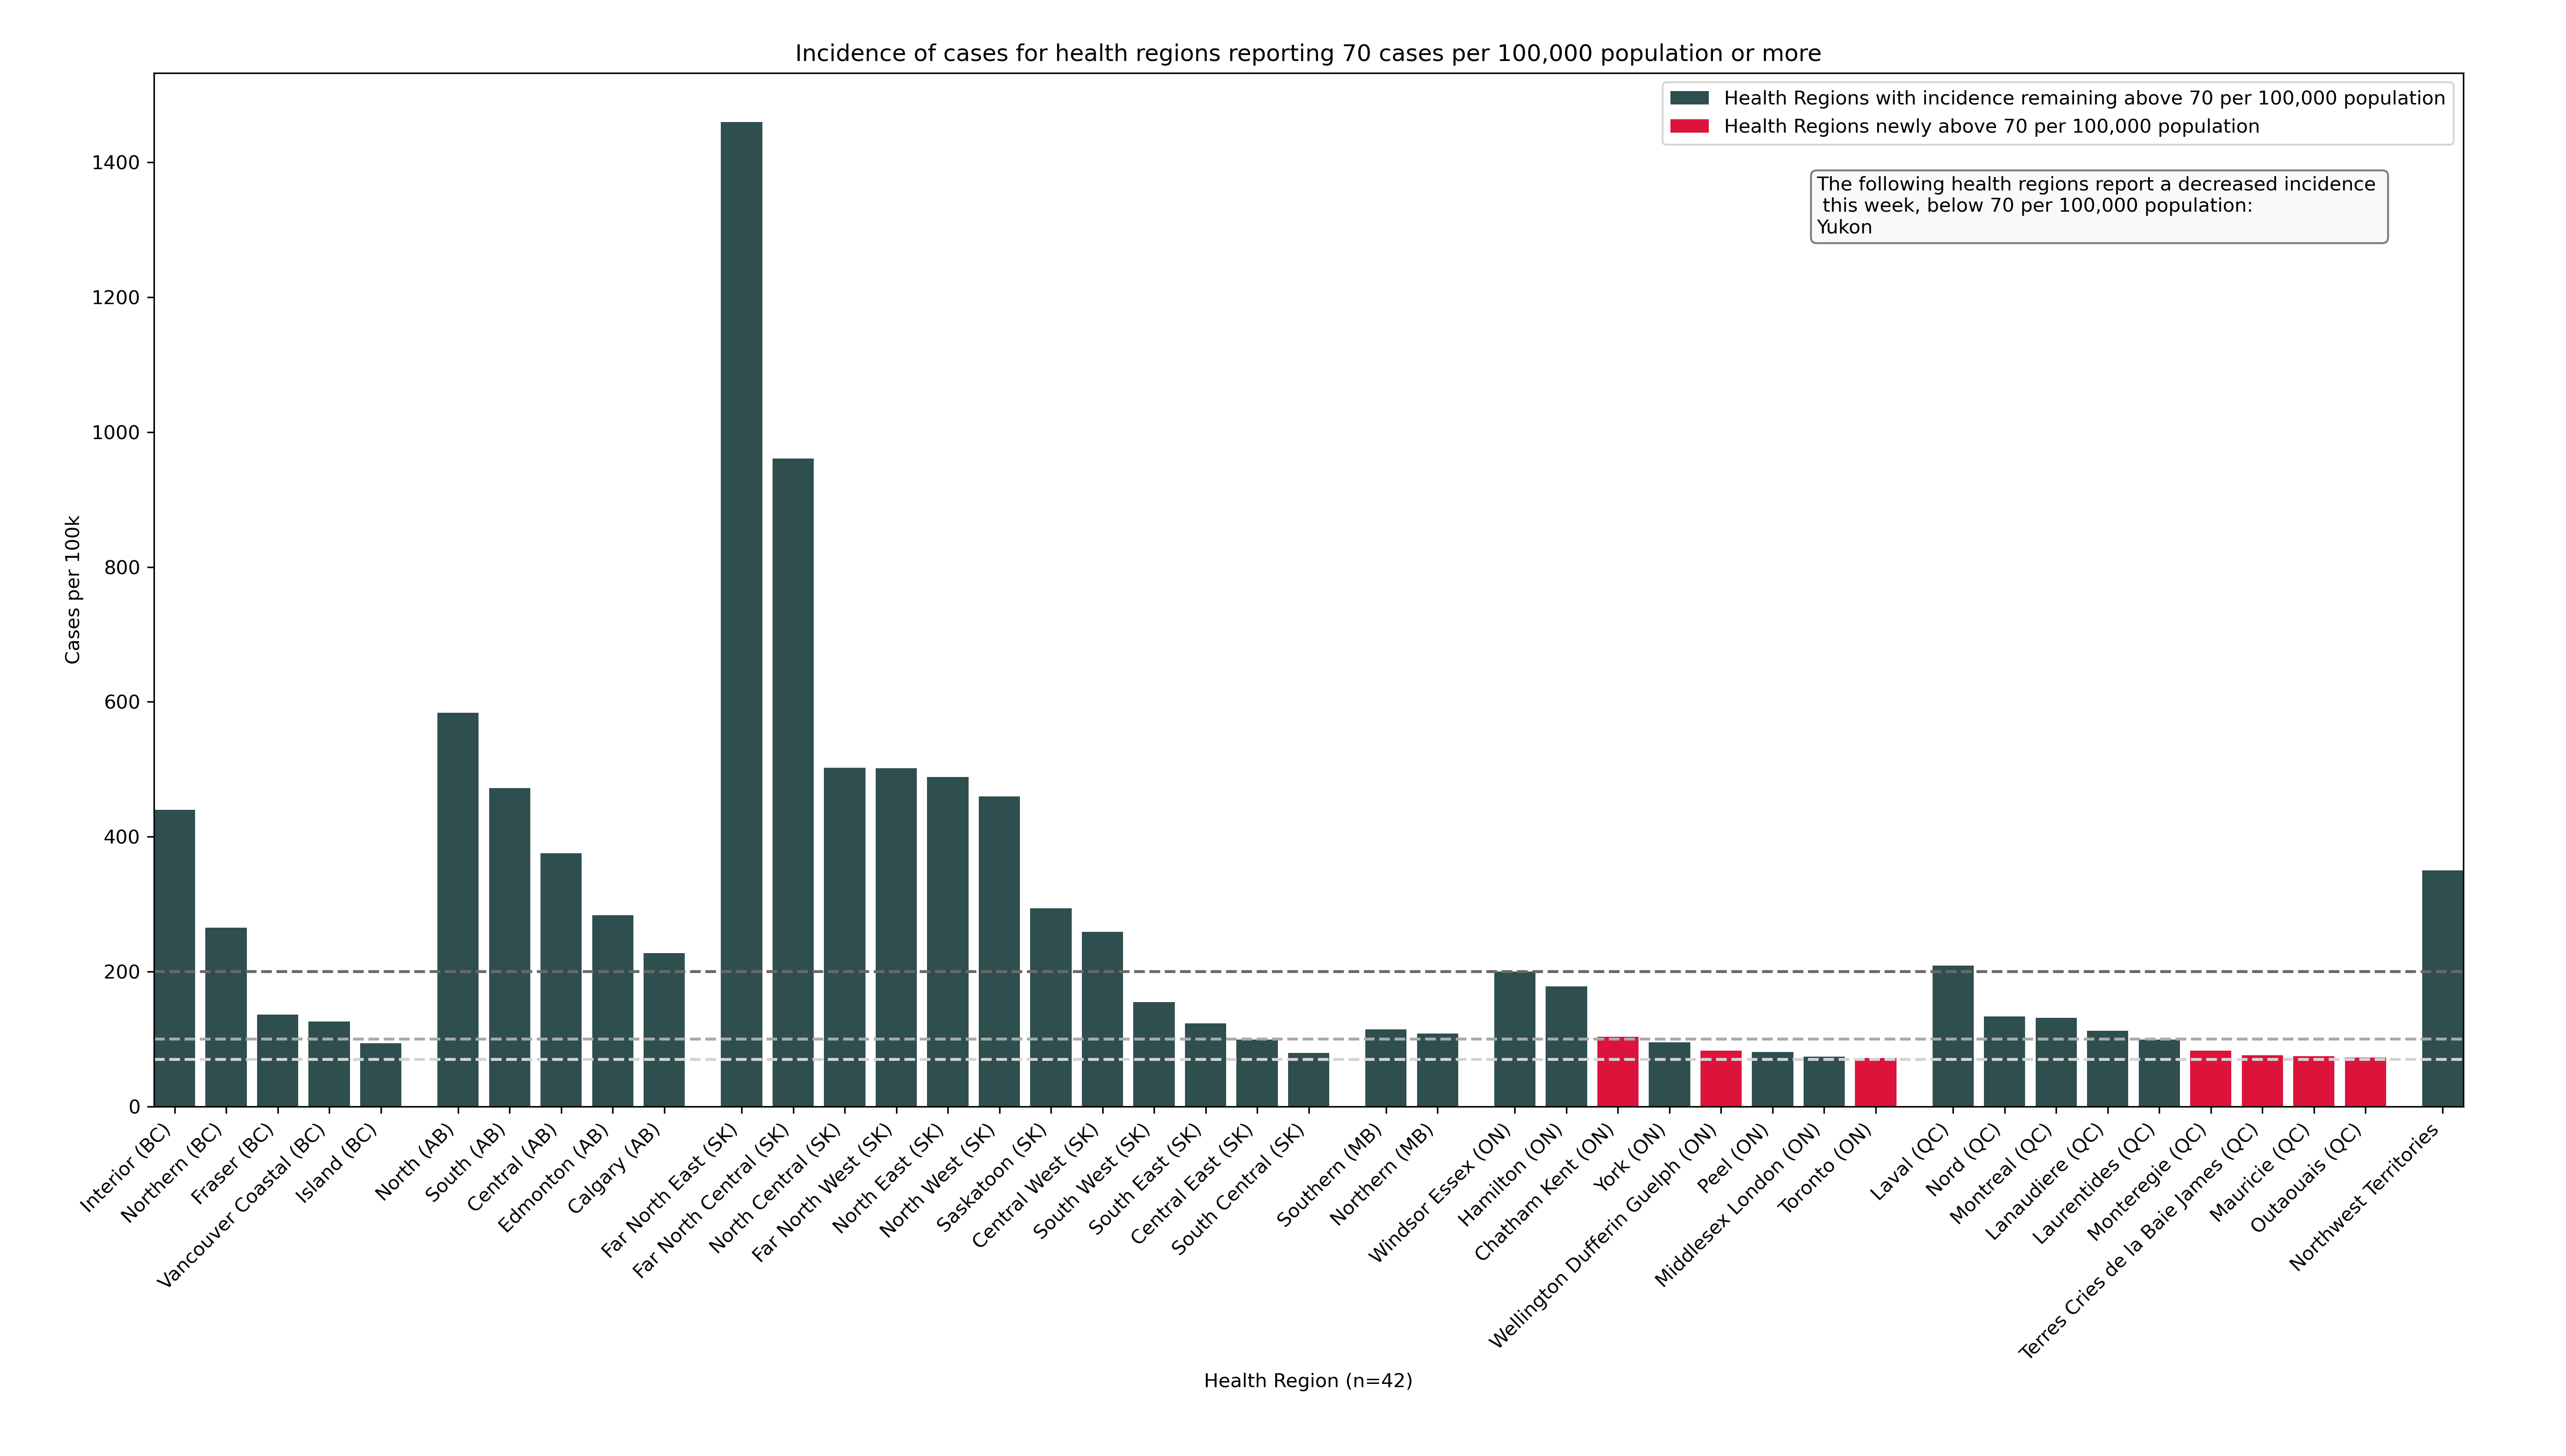 Incidence of cases for health regions reporting 70 cases per 100,000 population or more
Health Regions with incidence remaining above 70 per 100,000 population
Health Regions newly above 70 per 100,000 population
The following health regions report a decreased incidence
this week, below 70 per 100,000 population:
Yukon
Cases per 100k
1400
1200
1000
800
600
400
200
0
Interior (BC)
Northern (BC)
Fraser (BC)
Vancouver Coastal (BC)
Island (BC)
North (AB)
South (AB)
Central (AB)
Edmonton (AB)
Calgary (AB)
Far North East (SK)
Far North Central (SK)
North Central (SK)
Far North West (SK)
North East (SK)
North West (SK)
Saskatoon (SK)
Central West (SK)
South West (SK)
South East (SK)
Central East (SK)
South Central (SK)
Southern (MB)
Northern (MB)
Windsor Essex (ON)
Hamilton (ON)
Chatham Kent (ON)
York (ON)
Wellington Dufferin Guelph (ON)
Peel (ON)
Middlesex London (ON)
Toronto (ON)
Laval (QC)
Nord (QC)
Montreal (QC)
Lanaudiere (QC)
Laurentides (QC)
Monteregie (QC)
Terres Cries de la Baie James (QC)
Mauricie (QC)
Outaouais (QC)
Northwest Territories
Health Region (n=42)